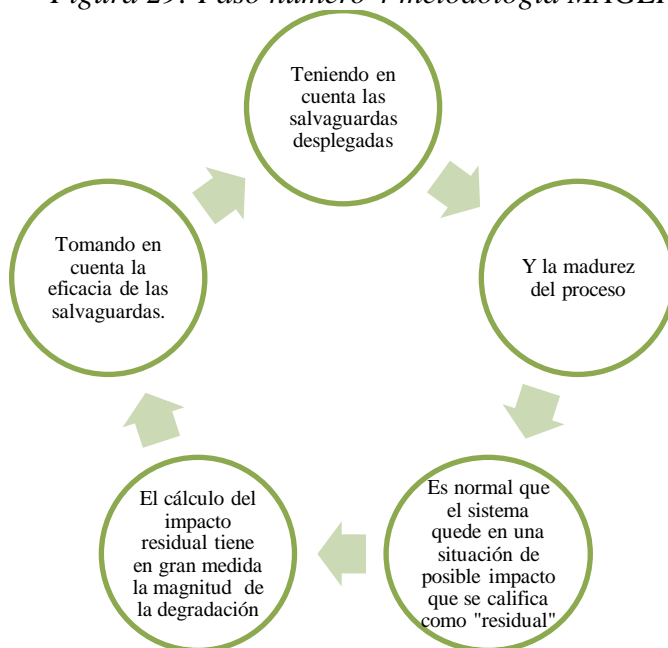 Teniendo en
cuenta las
salvaguardas
desplegadas
Y la madurez
del proceso
Es normal que
el sistema
quede en una
situación de
posible impacto
que se califica
como "residual"
El cálculo del
impacto
residual tiene
en gran medida
la magnitud de
la degradación
Tomando en
cuenta la
eficacia de las
salvaguardas.